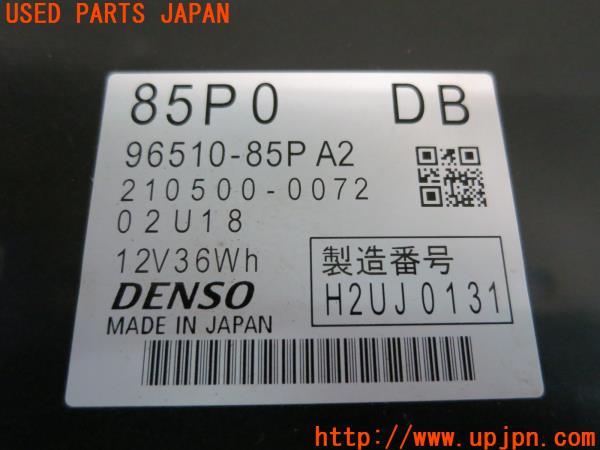 USED PARTS JAPAN
85P0 DB
96510-85P A2
210500-0072
02U18
12V36Wh
製造番号
H2UJ0131
DENSO
MADE IN JAPAN
http://www.upjpn.com